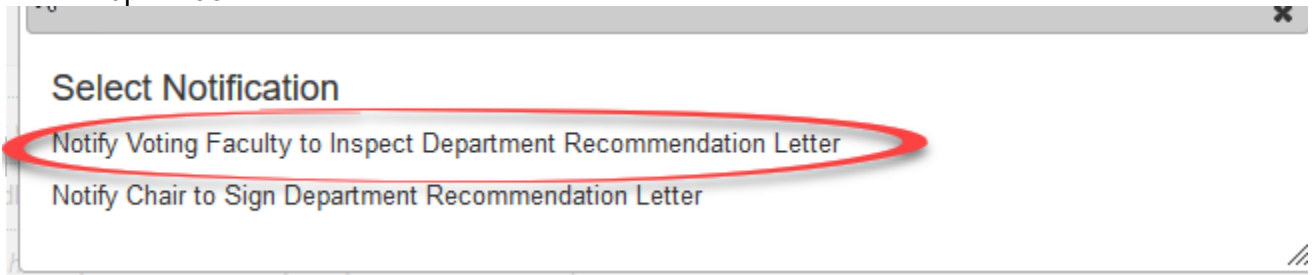 Select Notification
Notify Voting Faculty to Inspect Department Recommendation Letter
Notify Chair to Sign Department Recommendation Letter